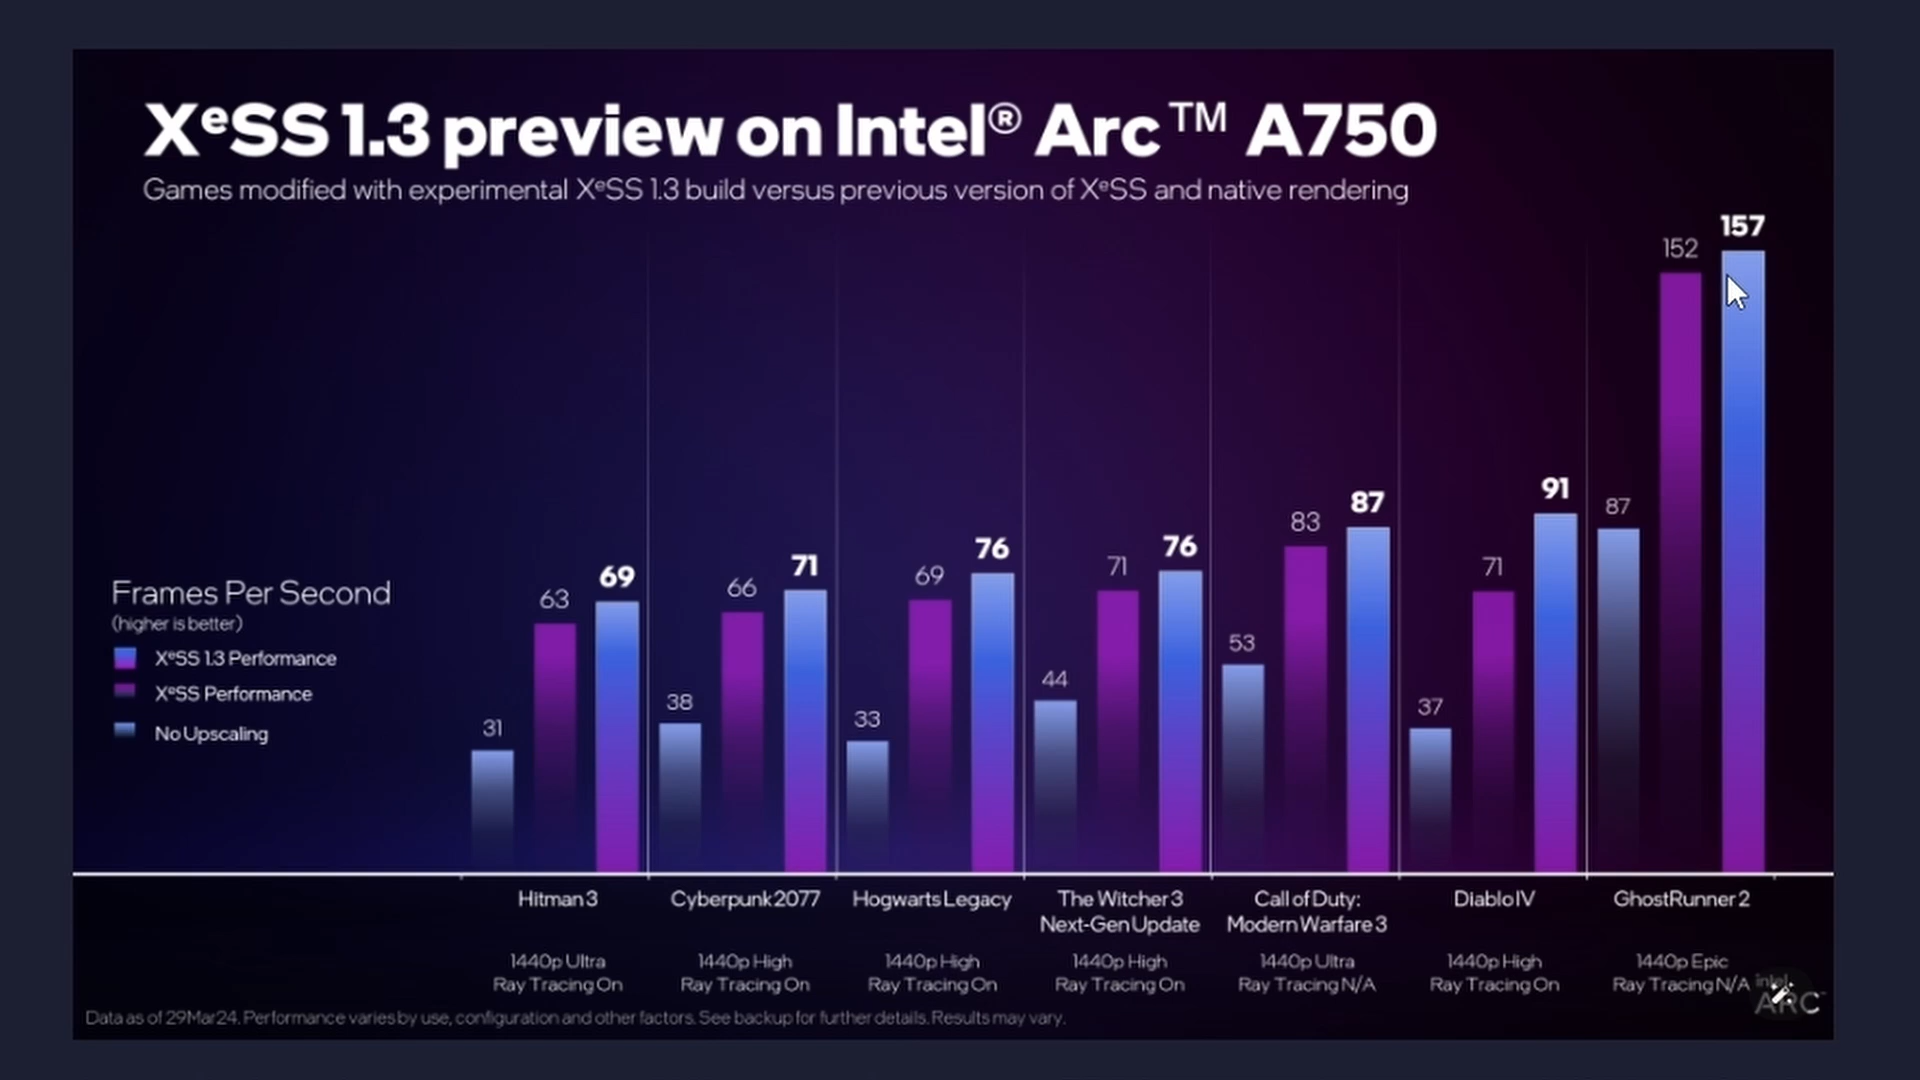 XeSS 1.3 preview on Intel® Arc™ A750
Games modified with experimental XeSS 1.3 build versus previous version of XeSS and native rendering
Frames Per Second
(higher is better)
XeSS 1.3 Performance
XeSS Performance
No Upscaling
31 63 69
38 66 71
33 69 76
44 71 76
53 83 87
37 71 91
87 152 157
Hitman 3
1440p Ultra
Ray Tracing On
Cyberpunk 2077
1440p High
Ray Tracing On
Hogwarts Legacy
1440p High
Ray Tracing On
The Witcher 3
Next-Gen Update
1440p High
Ray Tracing On
Call of Duty:
Modern Warfare 3
1440p Ultra
Ray Tracing N/A
Diablo IV
1440p High
Ray Tracing On
GhostRunner 2
1440p Epic
Ray Tracing N/A
Data as of 29Mar24. Performance varies by use, configuration and other factors. See backup for further details. Results may vary.
intel
ARC